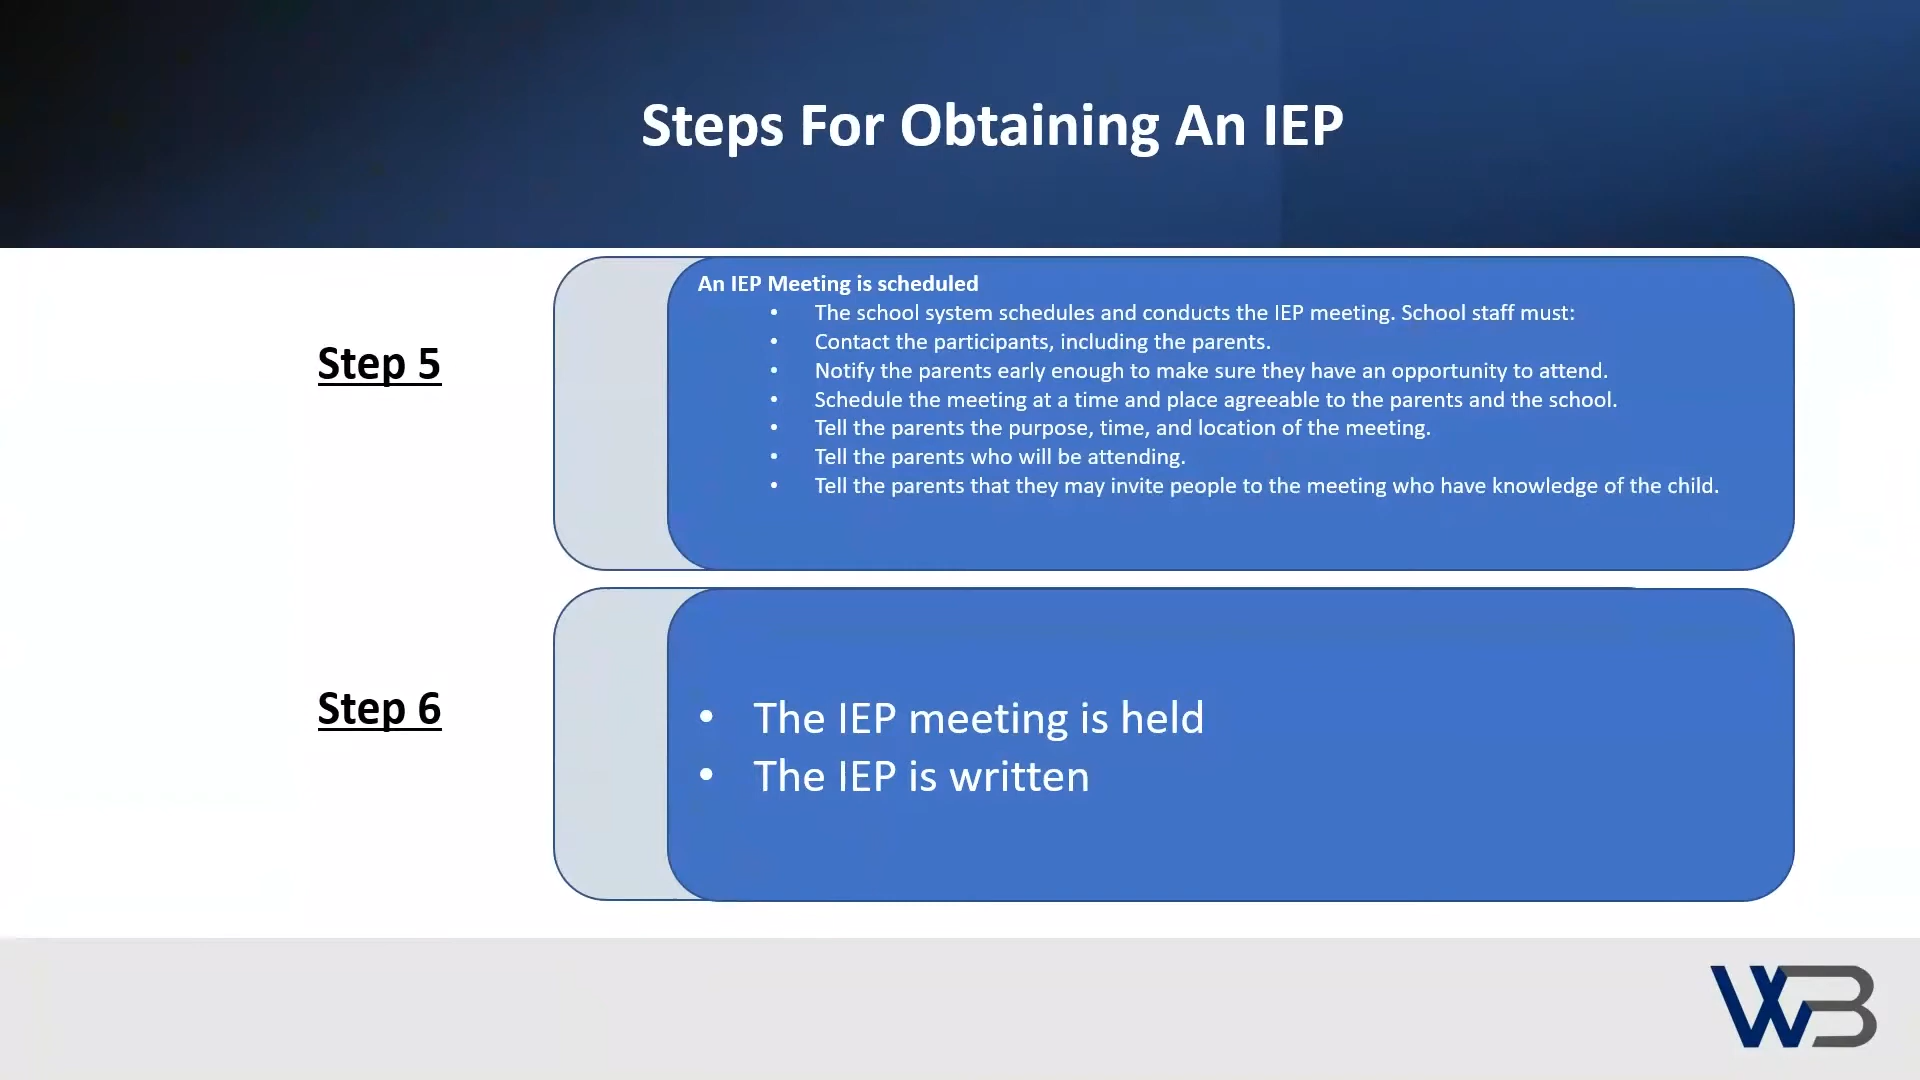 Steps For Obtaining An IEP
Step 5
An IEP Meeting is scheduled
• The school system schedules and conducts the IEP meeting. School staff must:
• Contact the participants, including the parents.
• Notify the parents early enough to make sure they have an opportunity to attend.
• Schedule the meeting at a time and place agreeable to the parents and the school.
• Tell the parents the purpose, time, and location of the meeting.
• Tell the parents who will be attending.
• Tell the parents that they may invite people to the meeting who have knowledge of the child.
Step 6
• The IEP meeting is held
• The IEP is written
WB